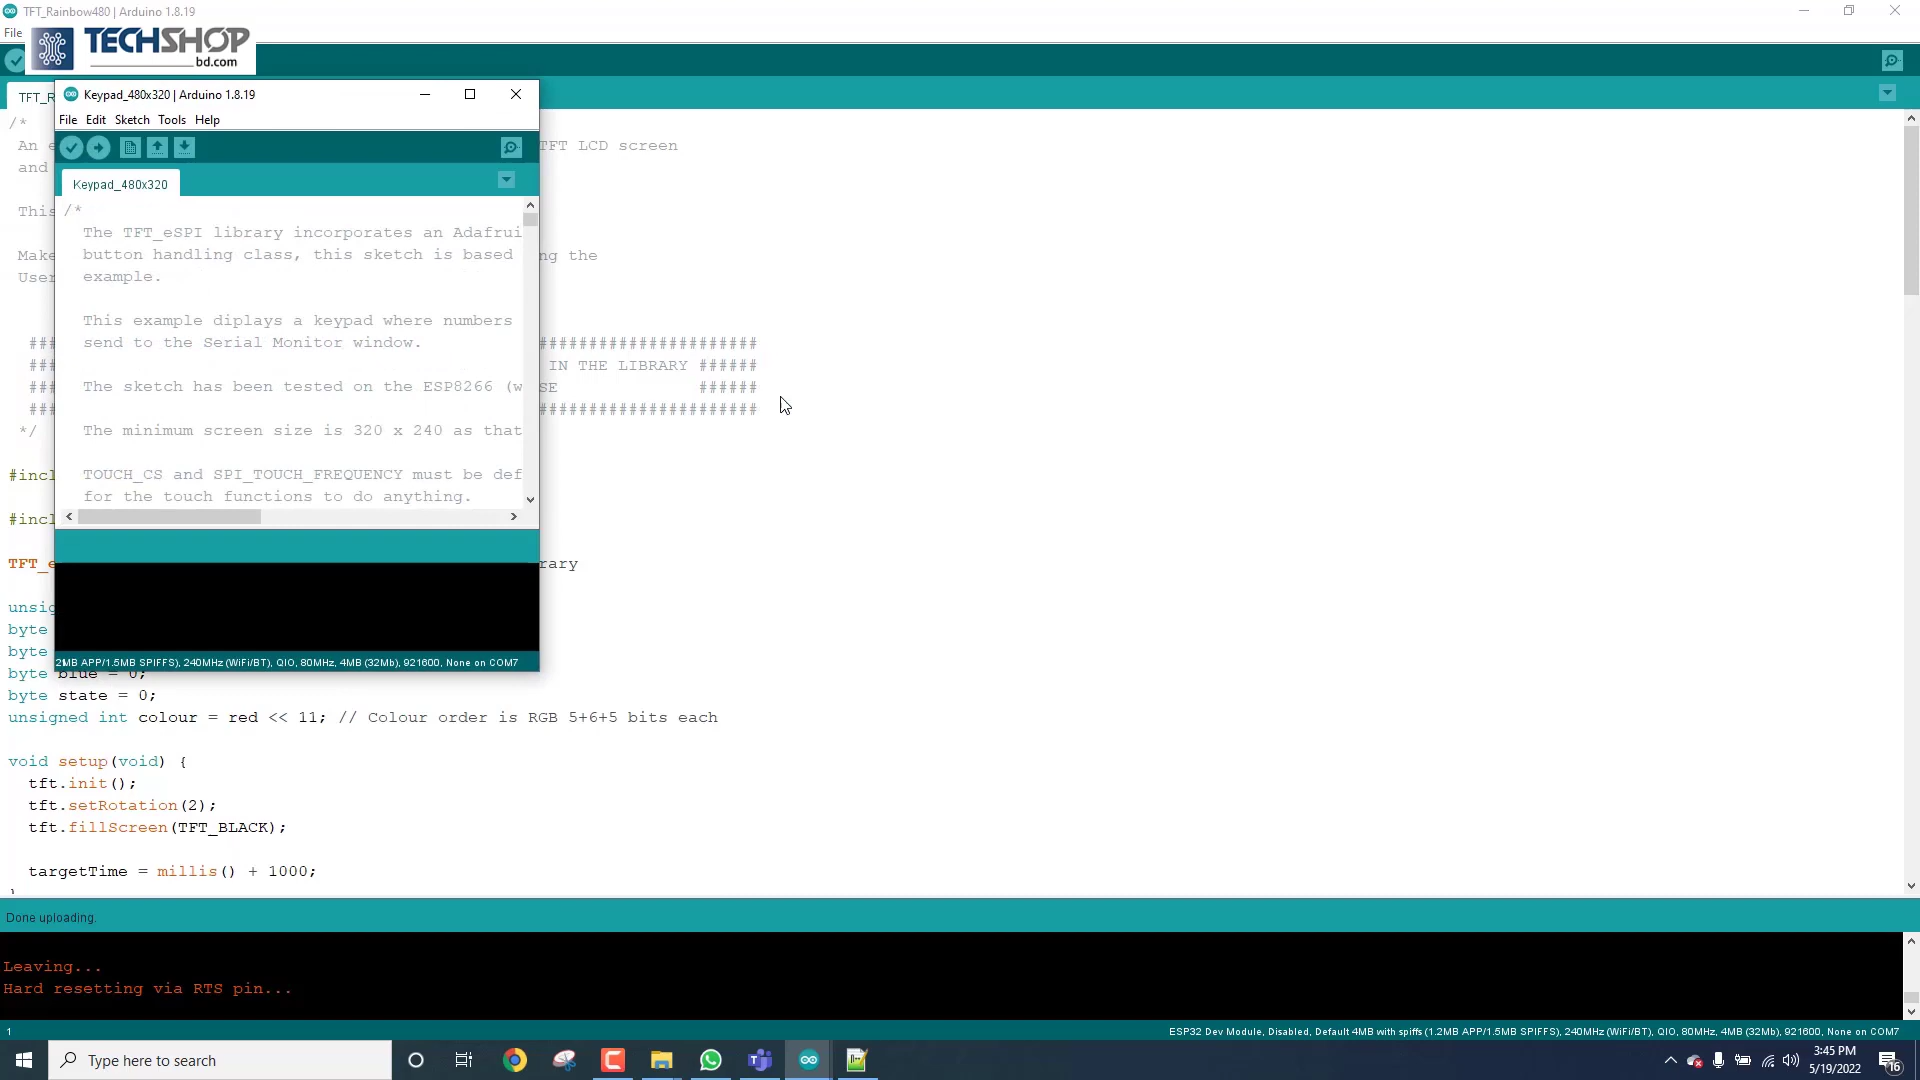 TFT_Rainbow480 | Arduino 1.8.19
File
TECHSHOP
bd.com
TFT_R
/*
An e
and
This
Make
User
###
###
###
###
*/
#incl
#incl
TFT_e
unsig
byte
byte
byte blue = 0;
byte state = 0;
unsigned int colour = red << 11; // Colour order is RGB 5+6+5 bits each
void setup(void) {
tft.init();
tft.setRotation(2);
tft.fillScreen(TFT_BLACK);
targetTime = millis() + 1000;
}
TFT LCD screen
ng the
######################
IN THE LIBRARY ######
SE ######
######################
rary
Keypad_480x320 | Arduino 1.8.19
File Edit Sketch Tools Help
Keypad_480x320
/*
The TFT_eSPI library incorporates an Adafrui
button handling class, this sketch is based
example.
This example diplays a keypad where numbers
send to the Serial Monitor window.
The sketch has been tested on the ESP8266 (w
The minimum screen size is 320 x 240 as that
TOUCH_CS and SPI_TOUCH_FREQUENCY must be def
for the touch functions to do anything.
2MB APP/1.5MB SPIFFS), 240MHz (WiFi/BT), QIO, 80MHz, 4MB (32Mb), 921600, None on COM7
Done uploading.
Leaving...
Hard resetting via RTS pin...
1
ESP32 Dev Module, Disabled, Default 4MB with spiffs (1.2MB APP/1.5MB SPIFFS), 240MHz (WiFi/BT), QIO, 80MHz, 4MB (32Mb), 921600, None on COM7
Type here to search
3:45 PM
5/19/2022
16